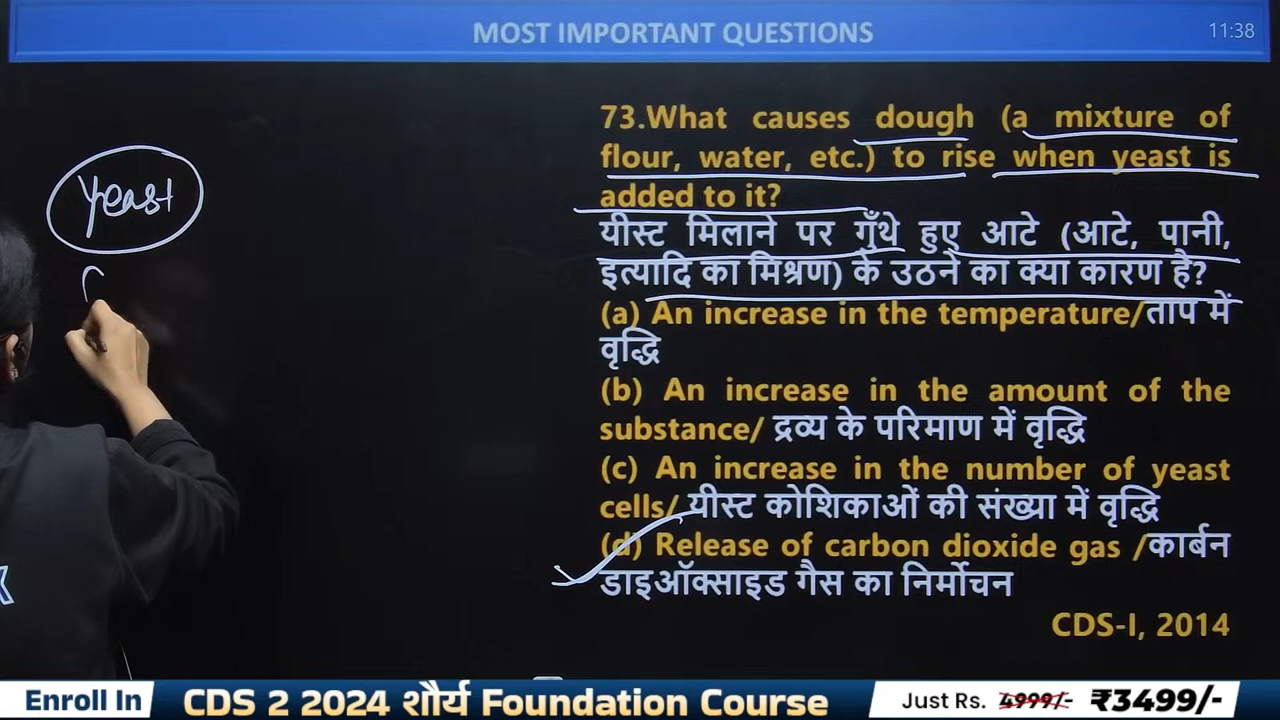 MOST IMPORTANT QUESTIONS
11:38
73.What causes dough (a mixture of
flour, water, etc.) to rise when yeast is
added to it?
यीस्ट मिलाने पर गूँथे हुए आटे (आटे, पानी,
इत्यादि का मिश्रण) के उठने का क्या कारण है?
(a) An increase in the temperature/ताप में
वृद्धि
(b) An increase in the amount of the
substance/ द्रव्य के परिमाण में वृद्धि
(c) An increase in the number of yeast
cells/ यीस्ट कोशिकाओं की संख्या में वृद्धि
(d) Release of carbon dioxide gas /कार्बन
डाइऑक्साइड गैस का निर्मोचन
CDS-I, 2014
Yeast
Enroll In CDS 2 2024 शौर्य Foundation Course Just Rs. 4999/- ₹3499/-